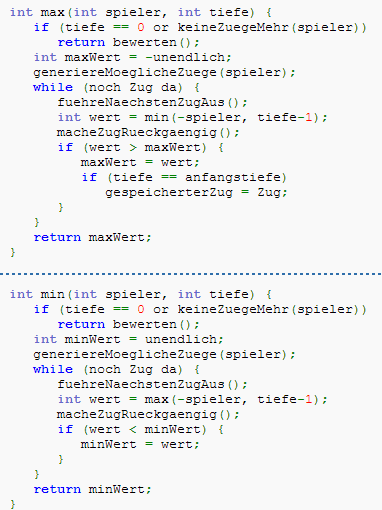 int max(int spieler, int tiefe) {
if (tiefe == 0 or keineZuegeMehr(spieler))
return bewerten();
int maxWert = -unendlich;
generiereMoeglicheZuege(spieler);
while (noch Zug da) {
fuehreNaechstenZugAus();
int wert = min(-spieler, tiefe-1);
macheZugRueckgaengig();
if (wert > maxWert) {
maxWert = wert;
if (tiefe == anfangstiefe)
gespeicherterZug = Zug;
}
}
return maxWert;
}
int min(int spieler, int tiefe) {
if (tiefe == 0 or keineZuegeMehr(spieler))
return bewerten();
int minWert = unendlich;
generiereMoeglicheZuege(spieler);
while (noch Zug da) {
fuehreNaechstenZugAus();
int wert = max(-spieler, tiefe-1);
macheZugRueckgaengig();
if (wert < minWert) {
minWert = wert;
}
}
return minWert;
}